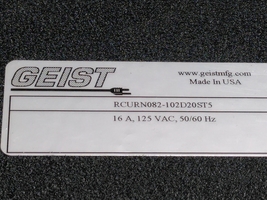 GEIST
www.geistmfg.com
Made In USA
RCURN082-102D20ST5
16 A, 125 VAC, 50/60 Hz